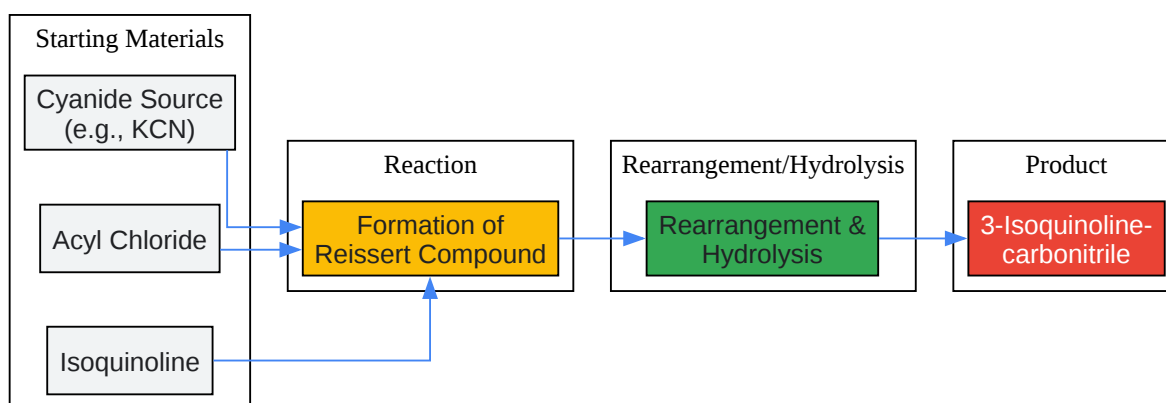 Starting Materials
Cyanide Source
(e.g., KCN)
Acyl Chloride
Isoquinoline
Reaction
Formation of
Reissert Compound
Rearrangement/Hydrolysis
Rearrangement &
Hydrolysis
Product
3-Isoquinoline-
carbonitrile